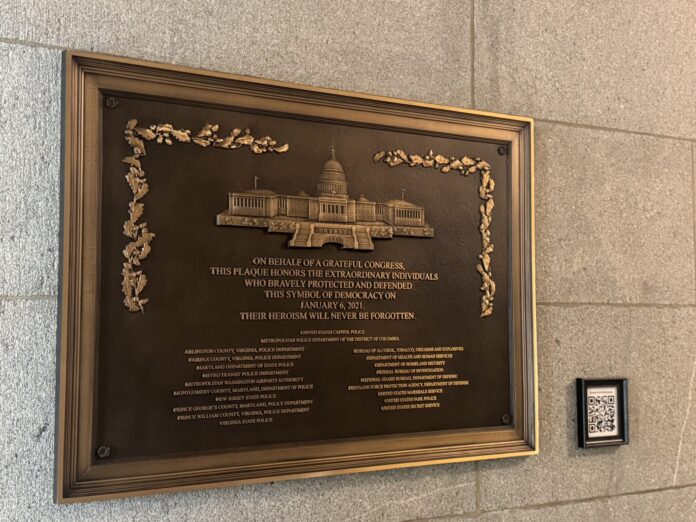 ON BEHALF OF A GRATEFUL CONGRESS,
THIS PLAQUE HONORS THE EXTRAORDINARY INDIVIDUALS
WHO BRAVELY PROTECTED AND DEFENDED
THIS SYMBOL OF DEMOCRACY ON
JANUARY 6, 2021.
THEIR HEROISM WILL NEVER BE FORGOTTEN.
UNITED STATES CAPITOL POLICE
METROPOLITAN POLICE DEPARTMENT OF THE DISTRICT OF COLUMBIA
ARLINGTON COUNTY, VIRGINIA, POLICE DEPARTMENT
FAIRFAX COUNTY, VIRGINIA, POLICE DEPARTMENT
MARYLAND DEPARTMENT OF STATE POLICE
METRO TRANSIT POLICE DEPARTMENT
METROPOLITAN WASHINGTON AIRPORTS AUTHORITY
MONTGOMERY COUNTY, MARYLAND, DEPARTMENT OF POLICE
NEW JERSEY STATE POLICE
PRINCE GEORGE'S COUNTY, MARYLAND, POLICE DEPARTMENT
PRINCE WILLIAM COUNTY, VIRGINIA, POLICE DEPARTMENT
VIRGINIA STATE POLICE
BUREAU OF ALCOHOL, TOBACCO, FIREARMS AND EXPLOSIVES
DEPARTMENT OF HEALTH AND HUMAN SERVICES
DEPARTMENT OF HOMELAND SECURITY
FEDERAL BUREAU OF INVESTIGATION
NATIONAL GUARD BUREAU, DEPARTMENT OF DEFENSE
PENTAGON FORCE PROTECTION AGENCY, DEPARTMENT OF DEFENSE
UNITED STATES MARSHALS SERVICE
UNITED STATES PARK POLICE
UNITED STATES SECRET SERVICE